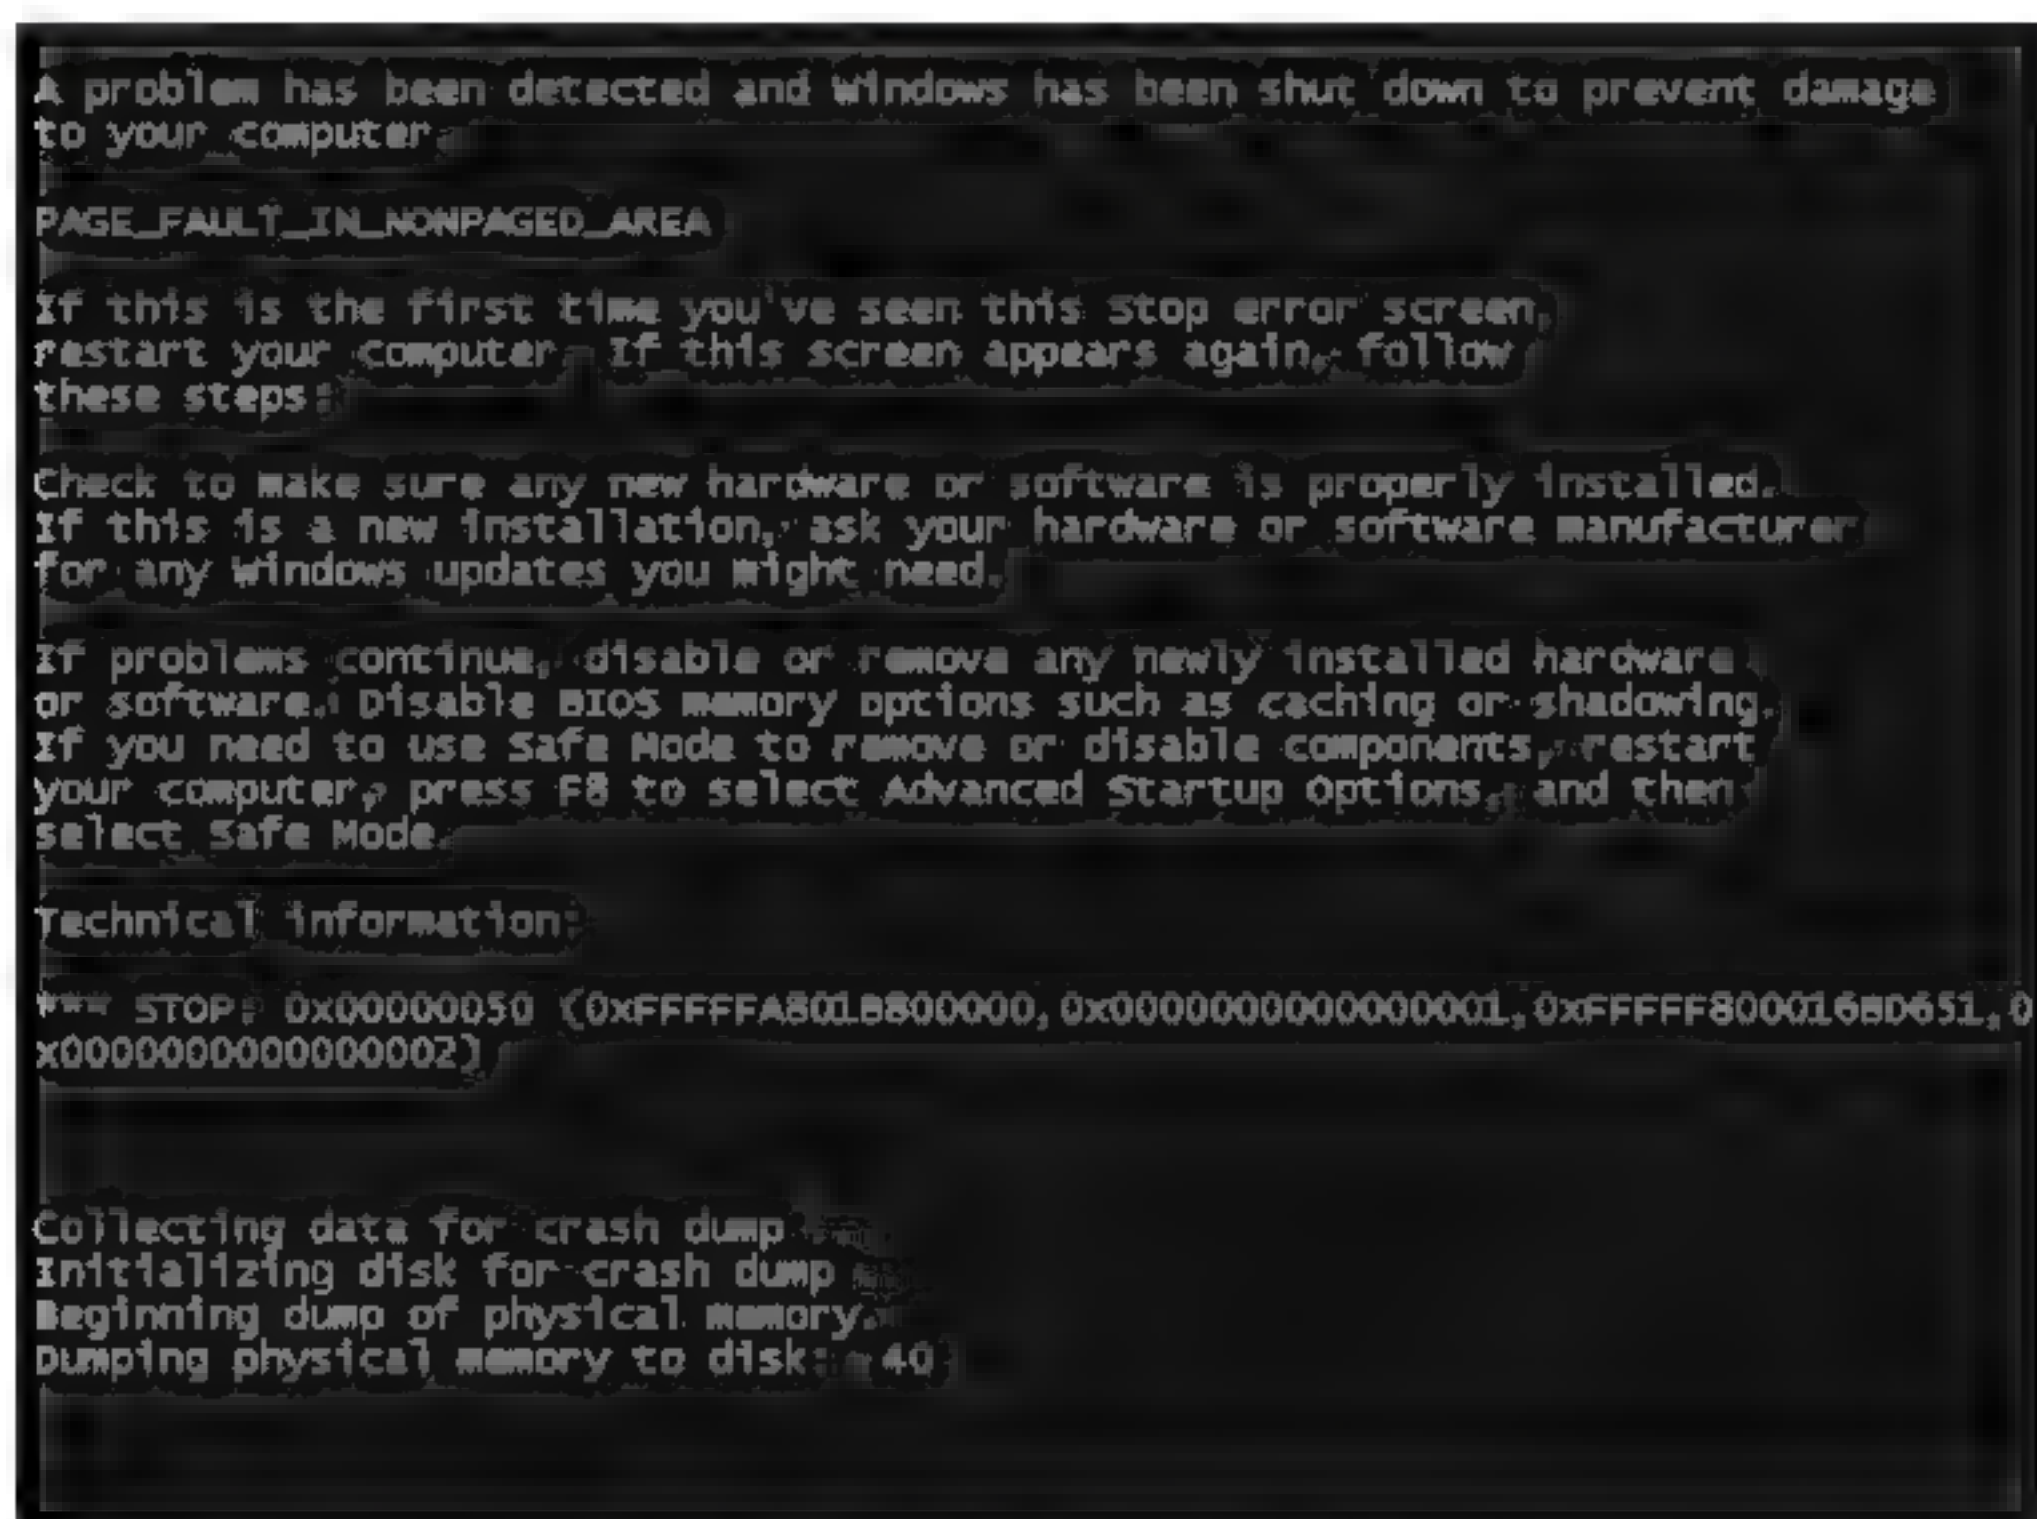 A problem has been detected and Windows has been shut down to prevent damage
to your computer.
PAGE_FAULT_IN_NONPAGED_AREA
If this is the first time you've seen this Stop error screen,
restart your computer. If this screen appears again, follow
these steps:
Check to make sure any new hardware or software is properly installed.
If this is a new installation, ask your hardware or software manufacturer
for any Windows updates you might need.
If problems continue, disable or remove any newly installed hardware
or software. Disable BIOS memory options such as caching or shadowing.
If you need to use Safe Mode to remove or disable components, restart
your computer, press F8 to select Advanced Startup Options, and then
select Safe Mode.
Technical information:
*** STOP: 0x00000050 (0xFFFFFA801B800000,0x0000000000000001,0xFFFFF800016BD651,0
x0000000000000002)
Collecting data for crash dump ...
Initializing disk for crash dump ...
Beginning dump of physical memory.
Dumping physical memory to disk: 40